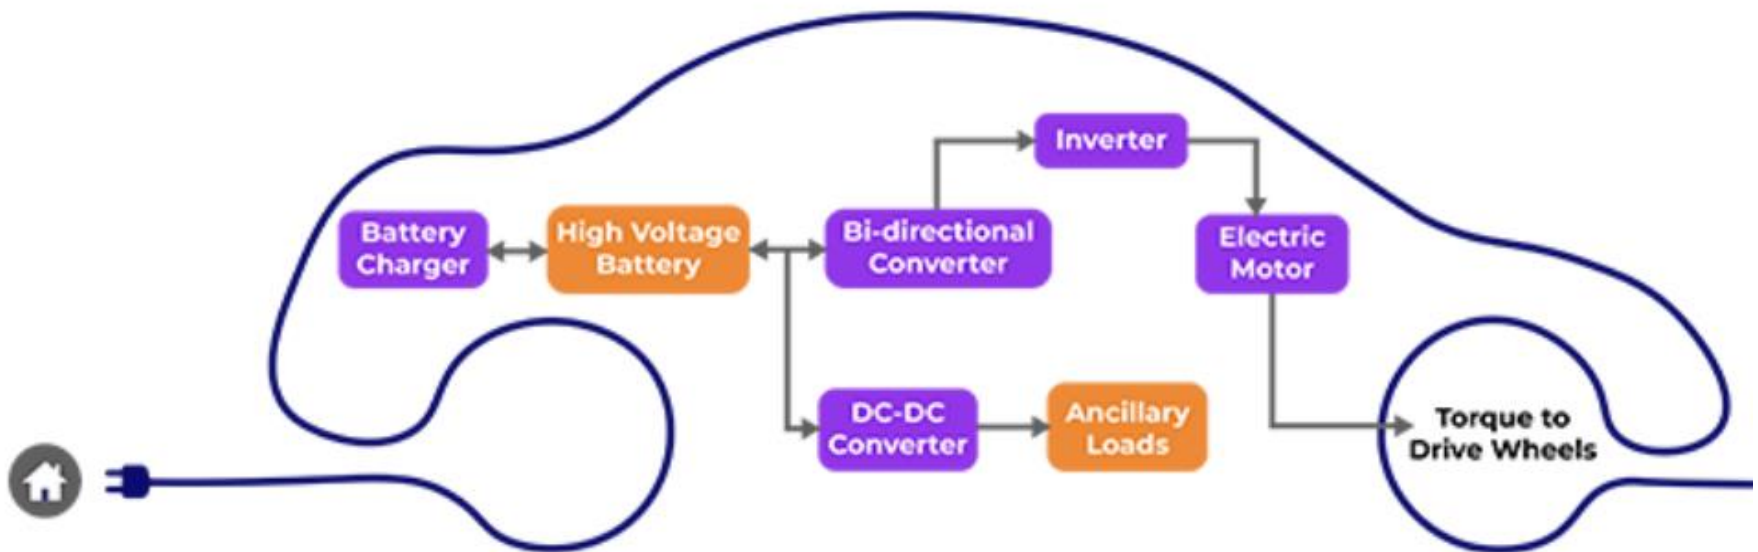 Inverter
Battery
Charger
High Voltage
Battery
Bi-directional
Converter
Electric
Motor
DC-DC
Converter
Ancillary
Loads
Torque to
Drive Wheels